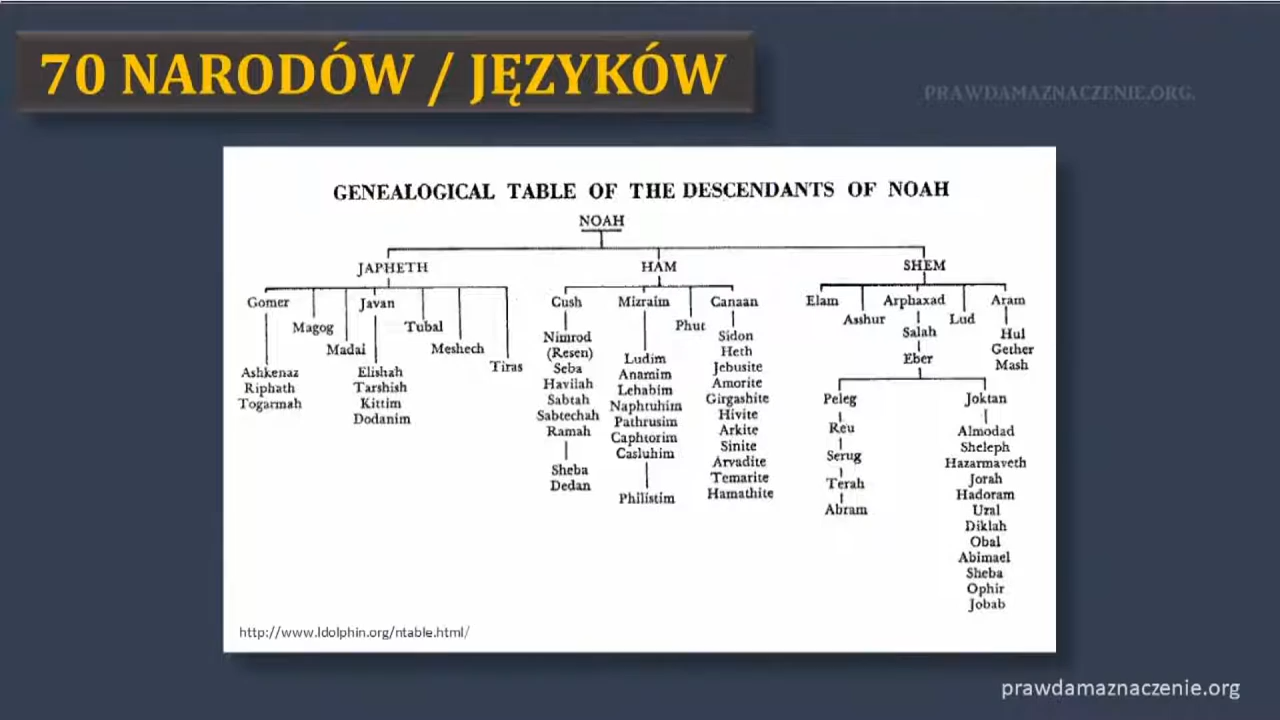 70 NARODÓW / JĘZYKÓW
PRAWDAMAZNACZENIE.ORG
GENEALOGICAL TABLE OF THE DESCENDANTS OF NOAH
NOAH
JAPHETH HAM SHEM
Gomer Javan Cush Mizraim Canaan Elam Arphaxad Aram
Magog Tubal Phut Asshur Lud
Madai Meshech
Tiras
Ashkenaz
Riphath
Togarmah
Elishah
Tarshish
Kittim
Dodanim
Nimrod
(Resen)
Seba
Havilah
Sabtah
Sabtechah
Ramah
Sheba
Dedan
Ludim
Anamim
Lehabim
Naphtuhim
Pathrusim
Caphtorim
Casluhim
Philistim
Sidon
Heth
Jebusite
Amorite
Girgashite
Hivite
Arkite
Sinite
Arvadite
Temarite
Hamathite
Salah
Eber
Hul
Gether
Mash
Peleg
Reu
Serug
Terah
Abram
Joktan
Almodad
Sheleph
Hazarmaveth
Jorah
Hadoram
Uzal
Diklah
Obal
Abimael
Sheba
Ophir
Jobab
http://www.ldolphin.org/ntable.html/
prawdamaznaczenie.org